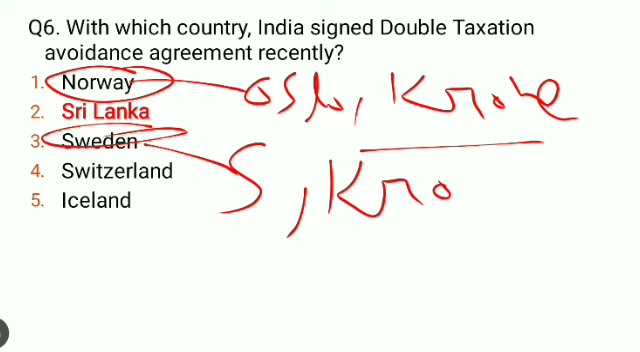 Q6. With which country, India signed Double Taxation
avoidance agreement recently?
1. Norway
2. Sri Lanka
3. Sweden
4. Switzerland
5. Iceland
Oslo, Krone
S, Kro